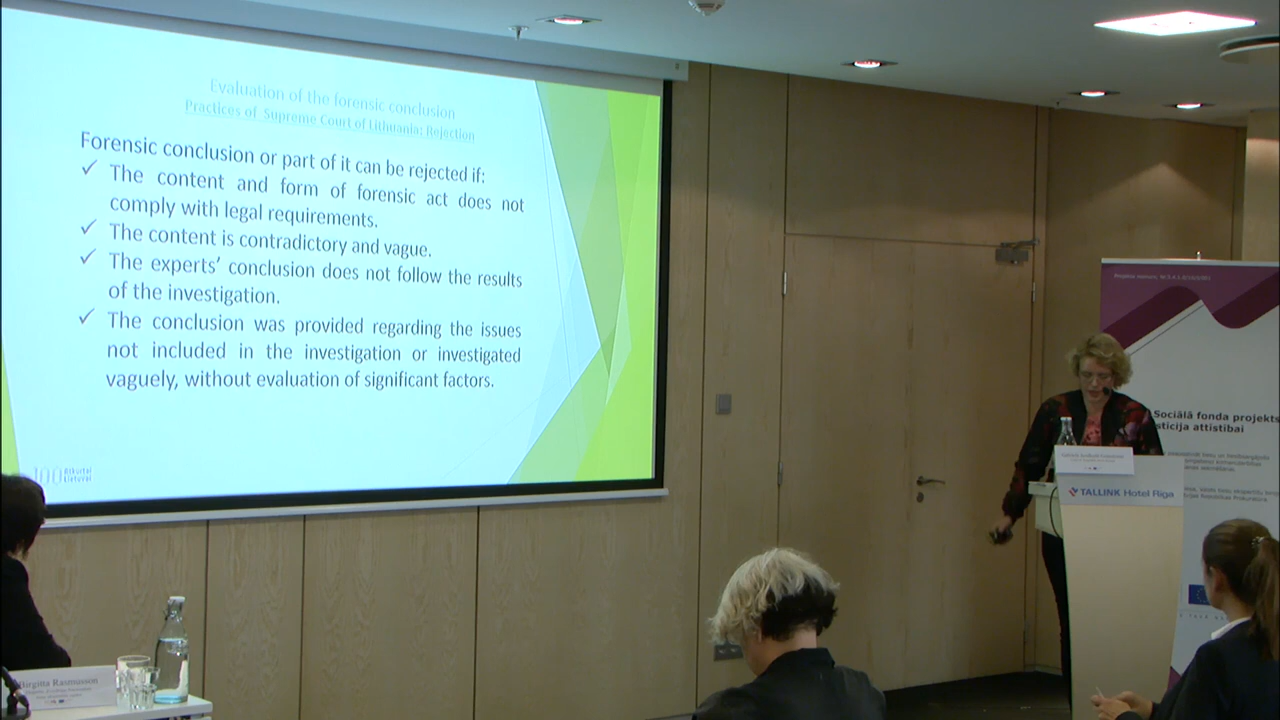 Evaluation of the forensic conclusion
Practices of Supreme Court of Lithuania: Rejection
Forensic conclusion or part of it can be rejected if:
✓ The content and form of forensic act does not
comply with legal requirements.
✓ The content is contradictory and vague.
✓ The experts' conclusion does not follow the results
of the investigation.
✓ The conclusion was provided regarding the issues
not included in the investigation or investigated
vaguely, without evaluation of significant factors.
100
Sociālā fonda projekts
attīstībai
TALLINK Hotel Riga
Birgitta Rasmusson